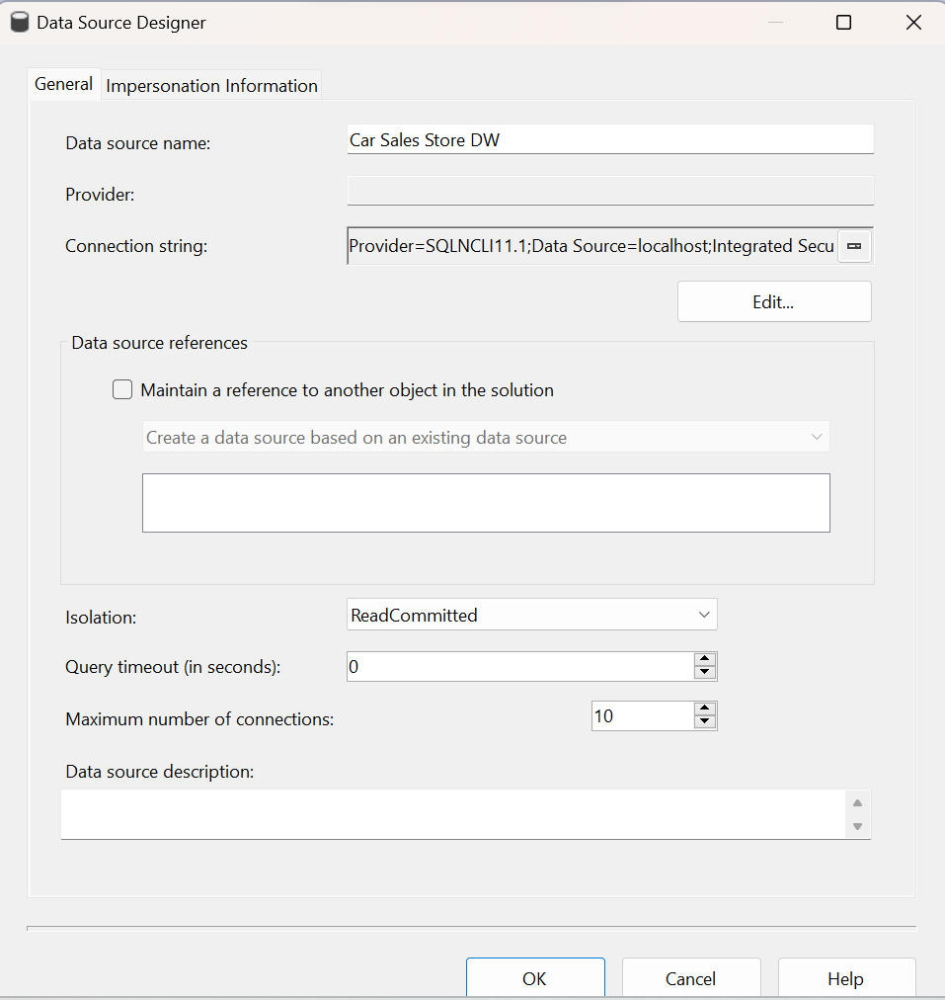 Data Source Designer
General
Impersonation Information
Data source name:
Car Sales Store DW
Provider:
Connection string:
Provider=SQLNCLI11.1;Data Source=localhost;Integrated Secu
Edit...
Data source references
Maintain a reference to another object in the solution
Create a data source based on an existing data source
Isolation:
ReadCommitted
Query timeout (in seconds):
0
Maximum number of connections:
10
Data source description:
OK
Cancel
Help